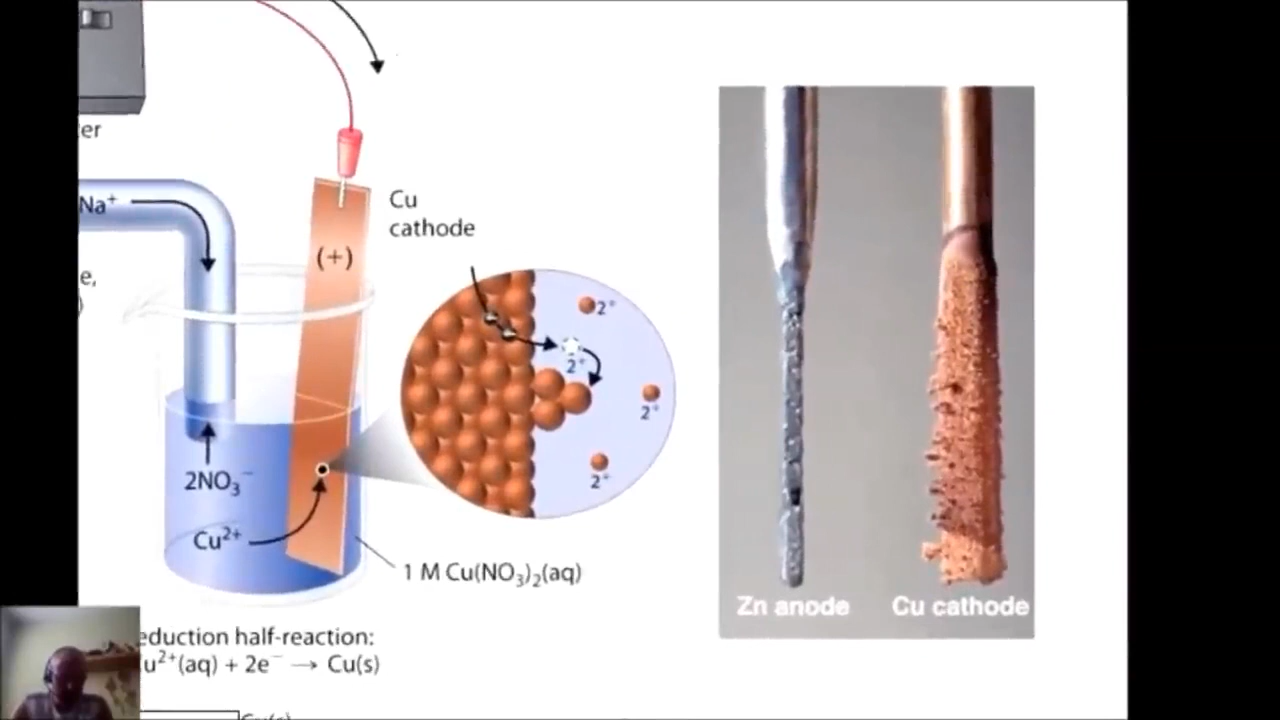 er
Na⁺
Cu
cathode
(+)
e,
)
2⁺
2⁺
2⁺
2⁺
2NO₃⁻
Cu²⁺
1 M Cu(NO₃)₂(aq)
Zn anode
Cu cathode
eduction half-reaction:
u²⁺(aq) + 2e⁻ → Cu(s)